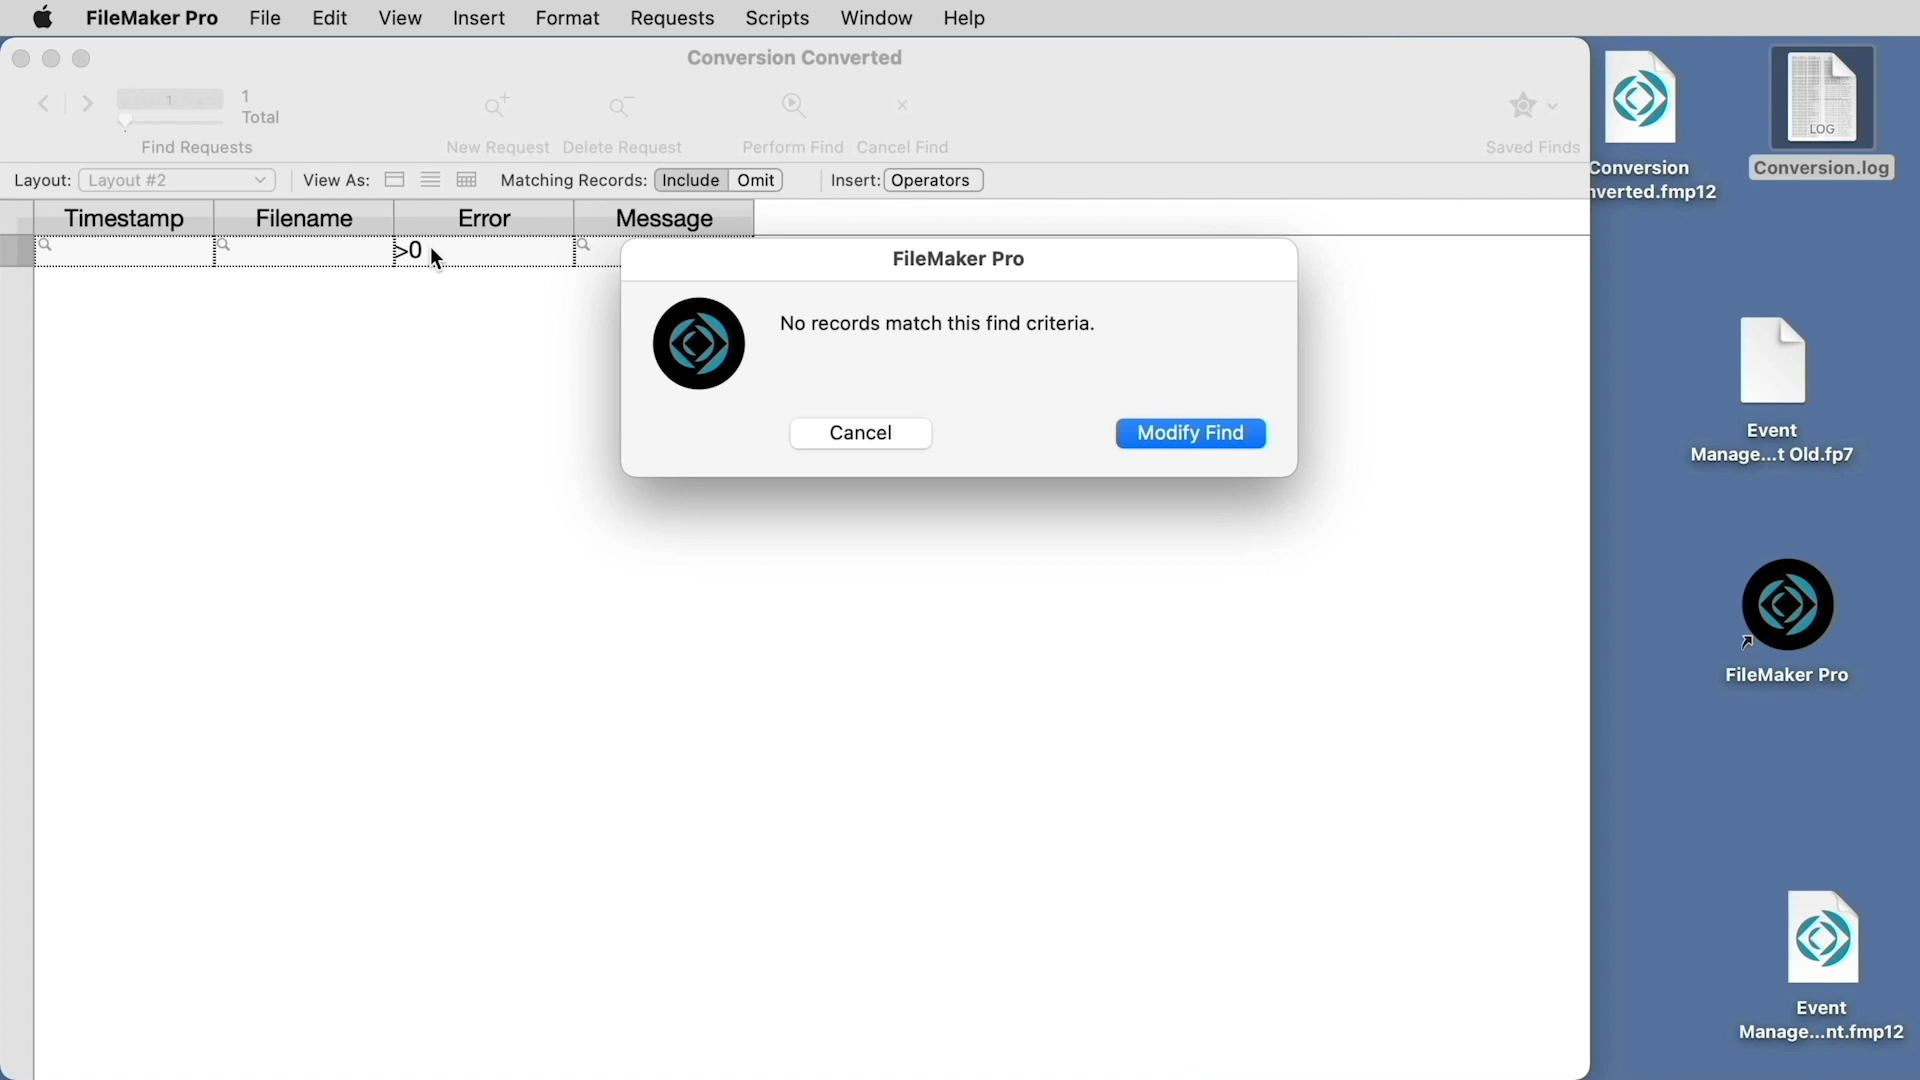 FileMaker Pro File Edit View Insert Format Requests Scripts Window Help
Conversion Converted
1
1
Total
Find Requests
New Request Delete Request Perform Find Cancel Find Saved Finds
Layout: Layout #2 View As: Matching Records: Include Omit Insert: Operators
Timestamp Filename Error Message
>0
FileMaker Pro
No records match this find criteria.
Cancel Modify Find
Conversion
nverted.fmp12
LOG
Conversion.log
Event
Manage...t Old.fp7
FileMaker Pro
Event
Manage...nt.fmp12